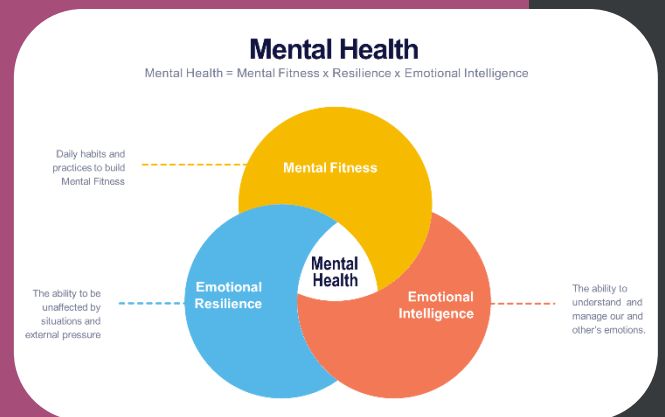 Mental Health
Mental Health = Mental Fitness x Resilience x Emotional Intelligence
Daily habits and
practices to build
Mental Fitness
Mental Fitness
Mental
Health
Emotional
Resilience
Emotional
Intelligence
The ability to be
unaffected by
situations and
external pressure
The ability to
understand and
manage our and
other's emotions.